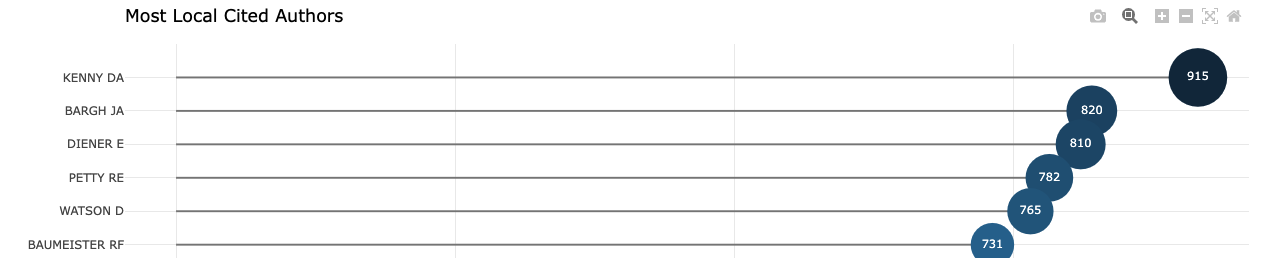 Most Local Cited Authors
KENNY DA 915
BARGH JA 820
DIENER E 810
PETTY RE 782
WATSON D 765
BAUMEISTER RF 731